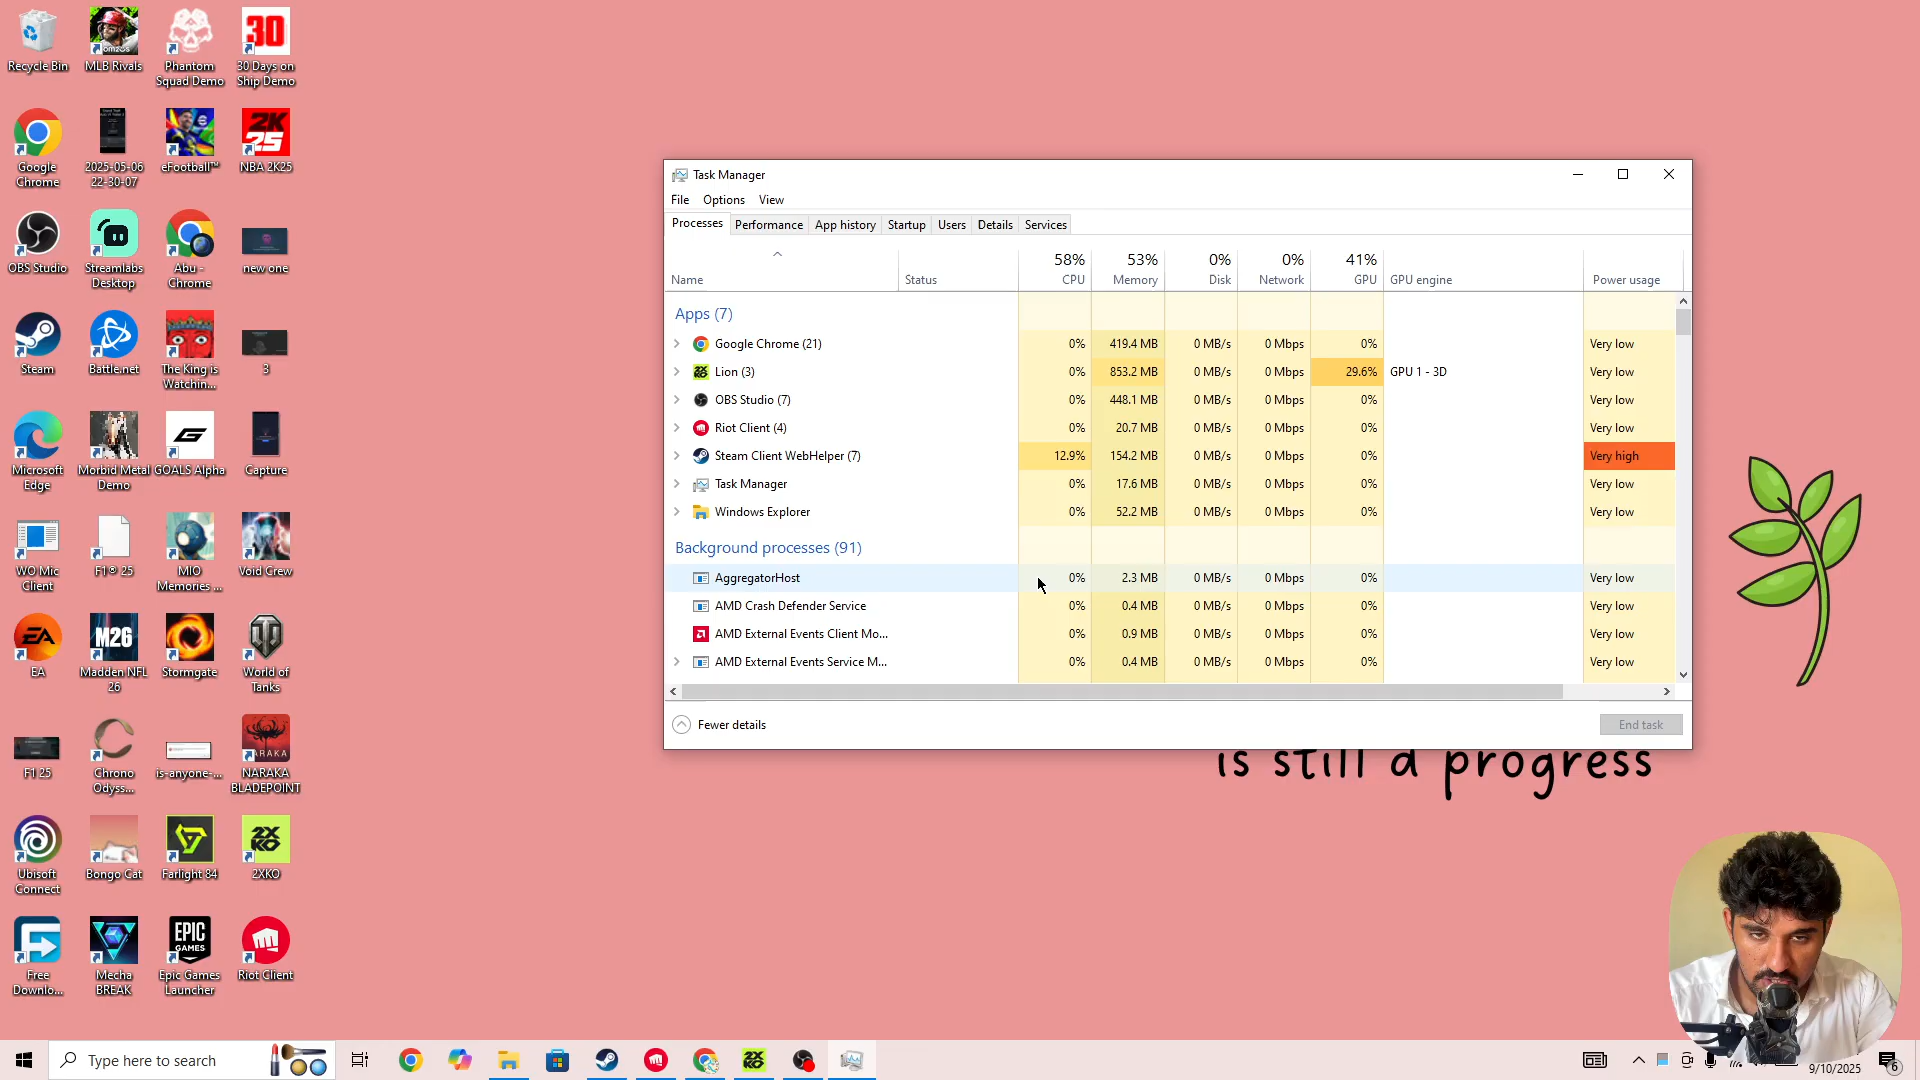 Recycle Bin
MLB Rivals
Phantom
Squad Demo
30 Days on
Ship Demo
Google
Chrome
2025-05-06
22-30-07
eFootball™
NBA 2K25
OBS Studio
Streamlabs
Desktop
Abu -
Chrome
new one
Steam
Battle.net
The King is
Watchin...
3
Microsoft
Edge
Morbid Metal
Demo
GOALS Alpha
Capture
WO Mic
Client
F1® 25
MIO
Memories ...
Void Crew
EA
Madden NFL
26
Stormgate
World of
Tanks
F1 25
Chrono
Odyss...
is-anyone-...
NARAKA
BLADEPOINT
Ubisoft
Connect
Bongo Cat
Farlight 84
2XKO
Free
Downlo...
Mecha
BREAK
Epic Games
Launcher
Riot Client
Task Manager
File Options View
Processes Performance App history Startup Users Details Services
58% 53% 0% 0% 41%
Name Status CPU Memory Disk Network GPU GPU engine Power usage
Apps (7)
Google Chrome (21) 0% 419.4 MB 0 MB/s 0 Mbps 0% Very low
Lion (3) 0% 853.2 MB 0 MB/s 0 Mbps 29.6% GPU 1 - 3D Very low
OBS Studio (7) 0% 448.1 MB 0 MB/s 0 Mbps 0% Very low
Riot Client (4) 0% 20.7 MB 0 MB/s 0 Mbps 0% Very low
Steam Client WebHelper (7) 12.9% 154.2 MB 0 MB/s 0 Mbps 0% Very high
Task Manager 0% 17.6 MB 0 MB/s 0 Mbps 0% Very low
Windows Explorer 0% 52.2 MB 0 MB/s 0 Mbps 0% Very low
Background processes (91)
AggregatorHost 0% 2.3 MB 0 MB/s 0 Mbps 0% Very low
AMD Crash Defender Service 0% 0.4 MB 0 MB/s 0 Mbps 0% Very low
AMD External Events Client Mo... 0% 0.9 MB 0 MB/s 0 Mbps 0% Very low
AMD External Events Service M... 0% 0.4 MB 0 MB/s 0 Mbps 0% Very low
Fewer details
End task
is still a progress
Type here to search
9/10/2025
6